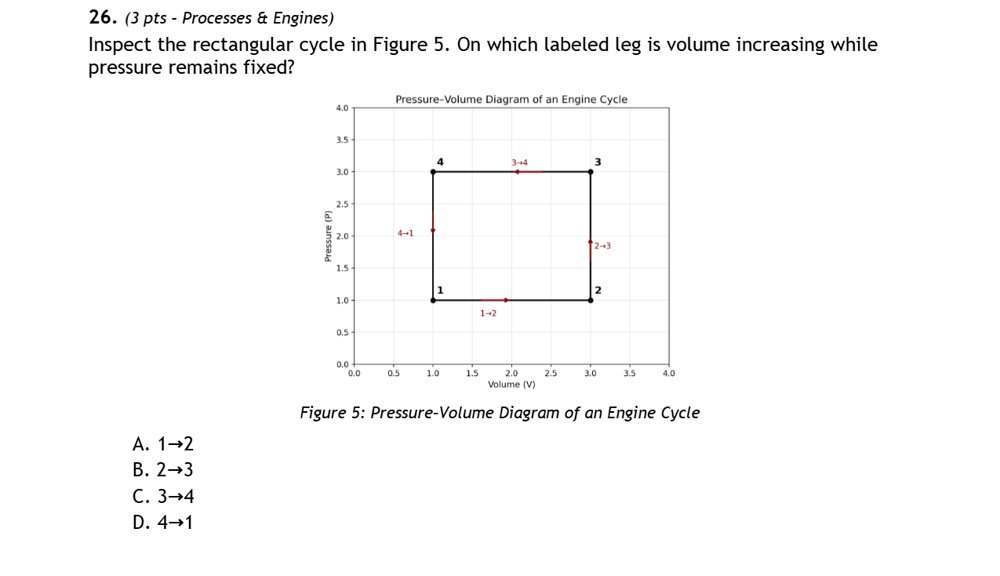 26. (3 pts - Processes & Engines)
Inspect the rectangular cycle in Figure 5. On which labeled leg is volume increasing while
pressure remains fixed?
Pressure–Volume Diagram of an Engine Cycle
4.0
3.5
3.0
2.5
2.0
1.5
1.0
0.5
0.0
Pressure (P)
4
3→4
3
4→1
2→3
1
2
1→2
0.0 0.5 1.0 1.5 2.0 2.5 3.0 3.5 4.0
Volume (V)
Figure 5: Pressure-Volume Diagram of an Engine Cycle
A. 1→2
B. 2→3
C. 3→4
D. 4→1